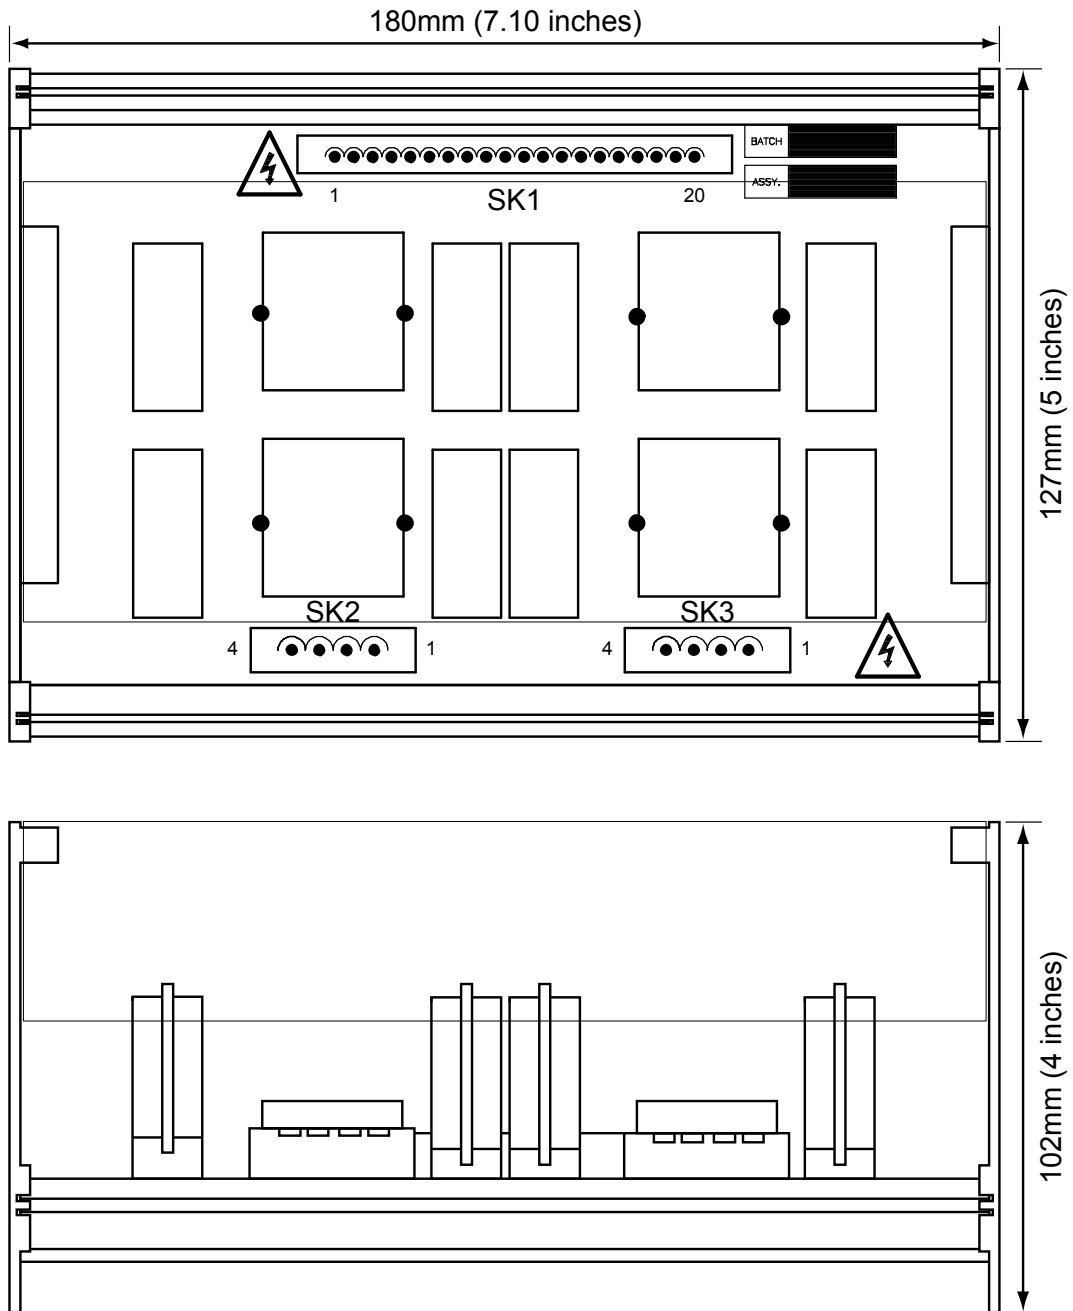 180mm (7.10 inches)
BATCH
ASSY.
1
SK1
20
127mm (5 inches)
SK2
SK3
4
1
4
1
102mm (4 inches)